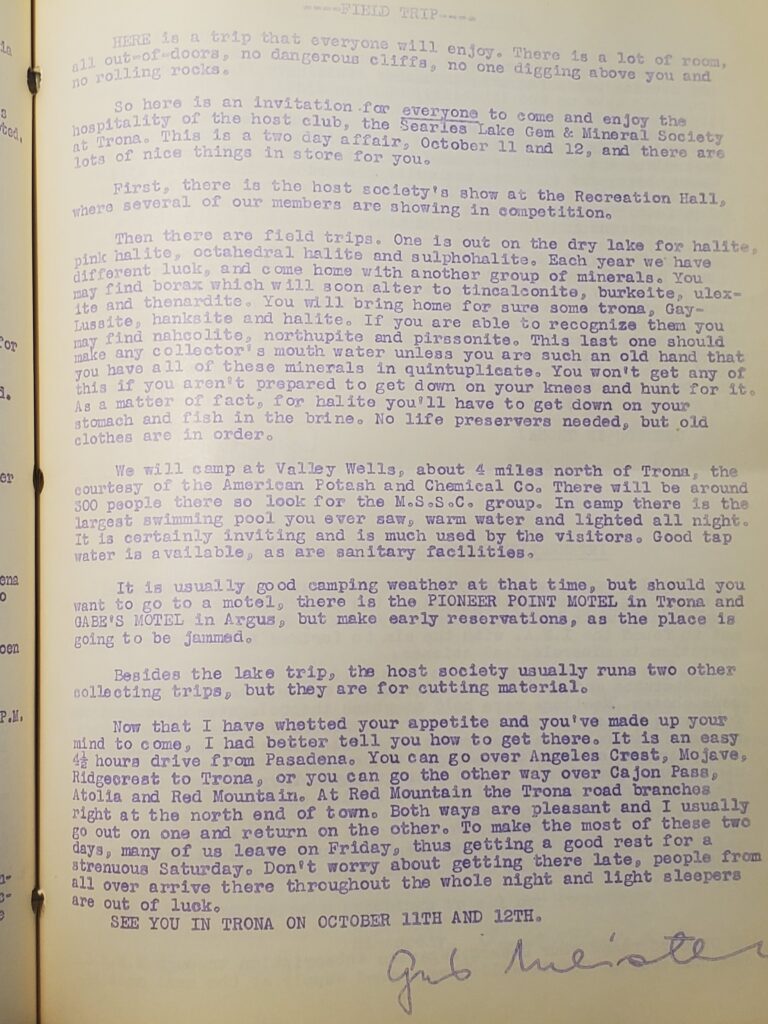 ----FIELD TRIP----
HERE is a trip that everyone will enjoy. There is a lot of room,
all out-of-doors, no dangerous cliffs, no one digging above you and
no rolling rocks.
So here is an invitation for everyone to come and enjoy the
hospitality of the host club, the Searles Lake Gem & Mineral Society
at Trona. This is a two day affair, October 11 and 12, and there are
lots of nice things in store for you.
First, there is the host society's show at the Recreation Hall,
where several of our members are showing in competition.
Then there are field trips. One is out on the dry lake for halite,
pink halite, octahedral halite and sulphohalite. Each year we have
different luck, and come home with another group of minerals. You
may find borax which will soon alter to tincalconite, burkeite, ulex-
ite and thenardite. You will bring home for sure some trona, Gay-
Lussite, hanksite and halite. If you are able to recognize them you
may find nahcolite, northupite and pirssonite. This last one should
make any collector's mouth water unless you are such an old hand that
you have all of these minerals in quintuplicate. You won't get any of
this if you aren't prepared to get down on your knees and hunt for it.
As a matter of fact, for halite you'll have to get down on your
stomach and fish in the brine. No life preservers needed, but old
clothes are in order.
We will camp at Valley Wells, about 4 miles north of Trona, the
courtesy of the American Potash and Chemical Co. There will be around
300 people there so look for the M.S.S.C. group. In camp there is the
largest swimming pool you ever saw, warm water and lighted all night.
It is certainly inviting and is much used by the visitors. Good tap
water is available, as are sanitary facilities.
It is usually good camping weather at that time, but should you
want to go to a motel, there is the PIONEER POINT MOTEL in Trona and
GABE'S MOTEL in Argus, but make early reservations, as the place is
going to be jammed.
Besides the lake trip, the host society usually runs two other
collecting trips, but they are for cutting material.
Now that I have whetted your appetite and you've made up your
mind to come, I had better tell you how to get there. It is an easy
4½ hours drive from Pasadena. You can go over Angeles Crest, Mojave,
Ridgecrest to Trona, or you can go the other way over Cajon Pass,
Atolia and Red Mountain. At Red Mountain the Trona road branches
right at the north end of town. Both ways are pleasant and I usually
go out on one and return on the other. To make the most of these two
days, many of us leave on Friday, thus getting a good rest for a
strenuous Saturday. Don't worry about getting there late, people from
all over arrive there throughout the whole night and light sleepers
are out of luck.
SEE YOU IN TRONA ON OCTOBER 11TH AND 12TH.
Gus Meister